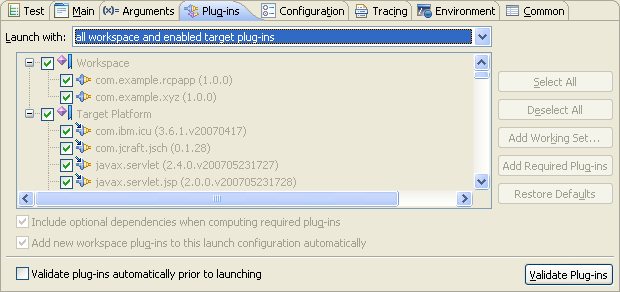 Test Main (x)= Arguments Plug-ins Configuration Tracing Environment Common
Launch with: all workspace and enabled target plug-ins
Workspace
com.example.rcpapp (1.0.0)
com.example.xyz (1.0.0)
Target Platform
com.ibm.icu (3.6.1.v20070417)
com.jcraft.jsch (0.1.28)
javax.servlet (2.4.0.v200705231727)
javax.servlet.jsp (2.0.0.v200705231728)
Select All
Deselect All
Add Working Set...
Add Required Plug-ins
Restore Defaults
Include optional dependencies when computing required plug-ins
Add new workspace plug-ins to this launch configuration automatically
Validate plug-ins automatically prior to launching
Validate Plug-ins